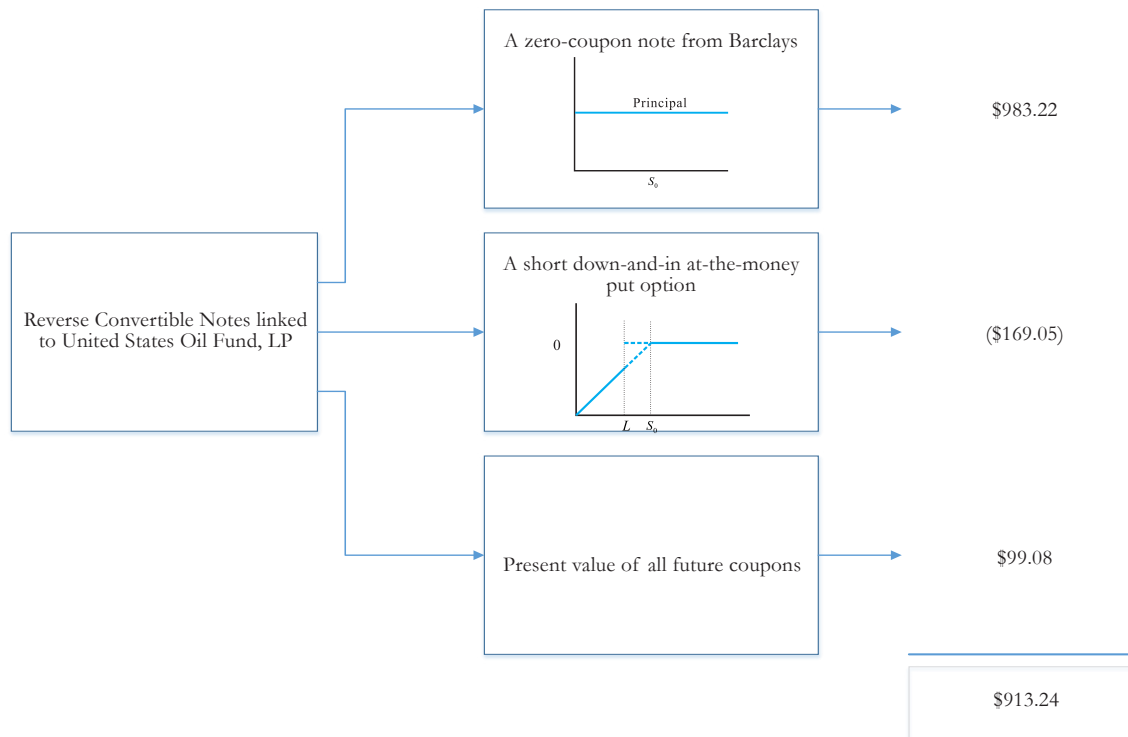 A zero-coupon note from Barclays
Principal
S₀
$983.22
Reverse Convertible Notes linked
to United States Oil Fund, LP
A short down-and-in at-the-money
put option
0
L S₀
($169.05)
Present value of all future coupons
$99.08
$913.24